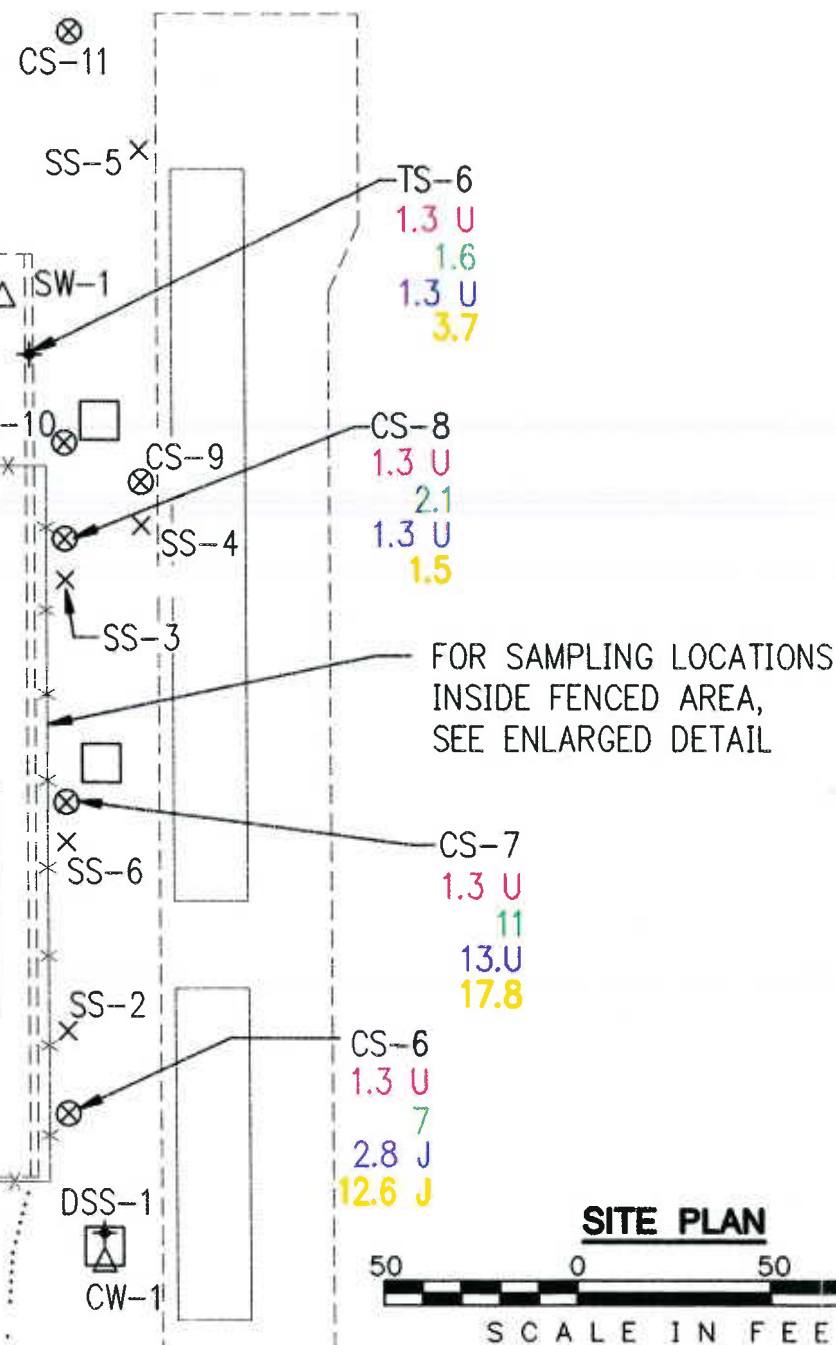 CS-11
SS-5
TS-6
1.3 U
1.6
1.3 U
3.7
SW-1
-10
CS-9
CS-8
1.3 U
2.1
1.3 U
1.5
SS-4
SS-3
FOR SAMPLING LOCATIONS
INSIDE FENCED AREA,
SEE ENLARGED DETAIL
CS-7
1.3 U
11
13.U
17.8
SS-6
SS-2
CS-6
1.3 U
7
2.8 J
12.6 J
DSS-1
CW-1
SITE PLAN
50 0 50
SCALE IN FEE